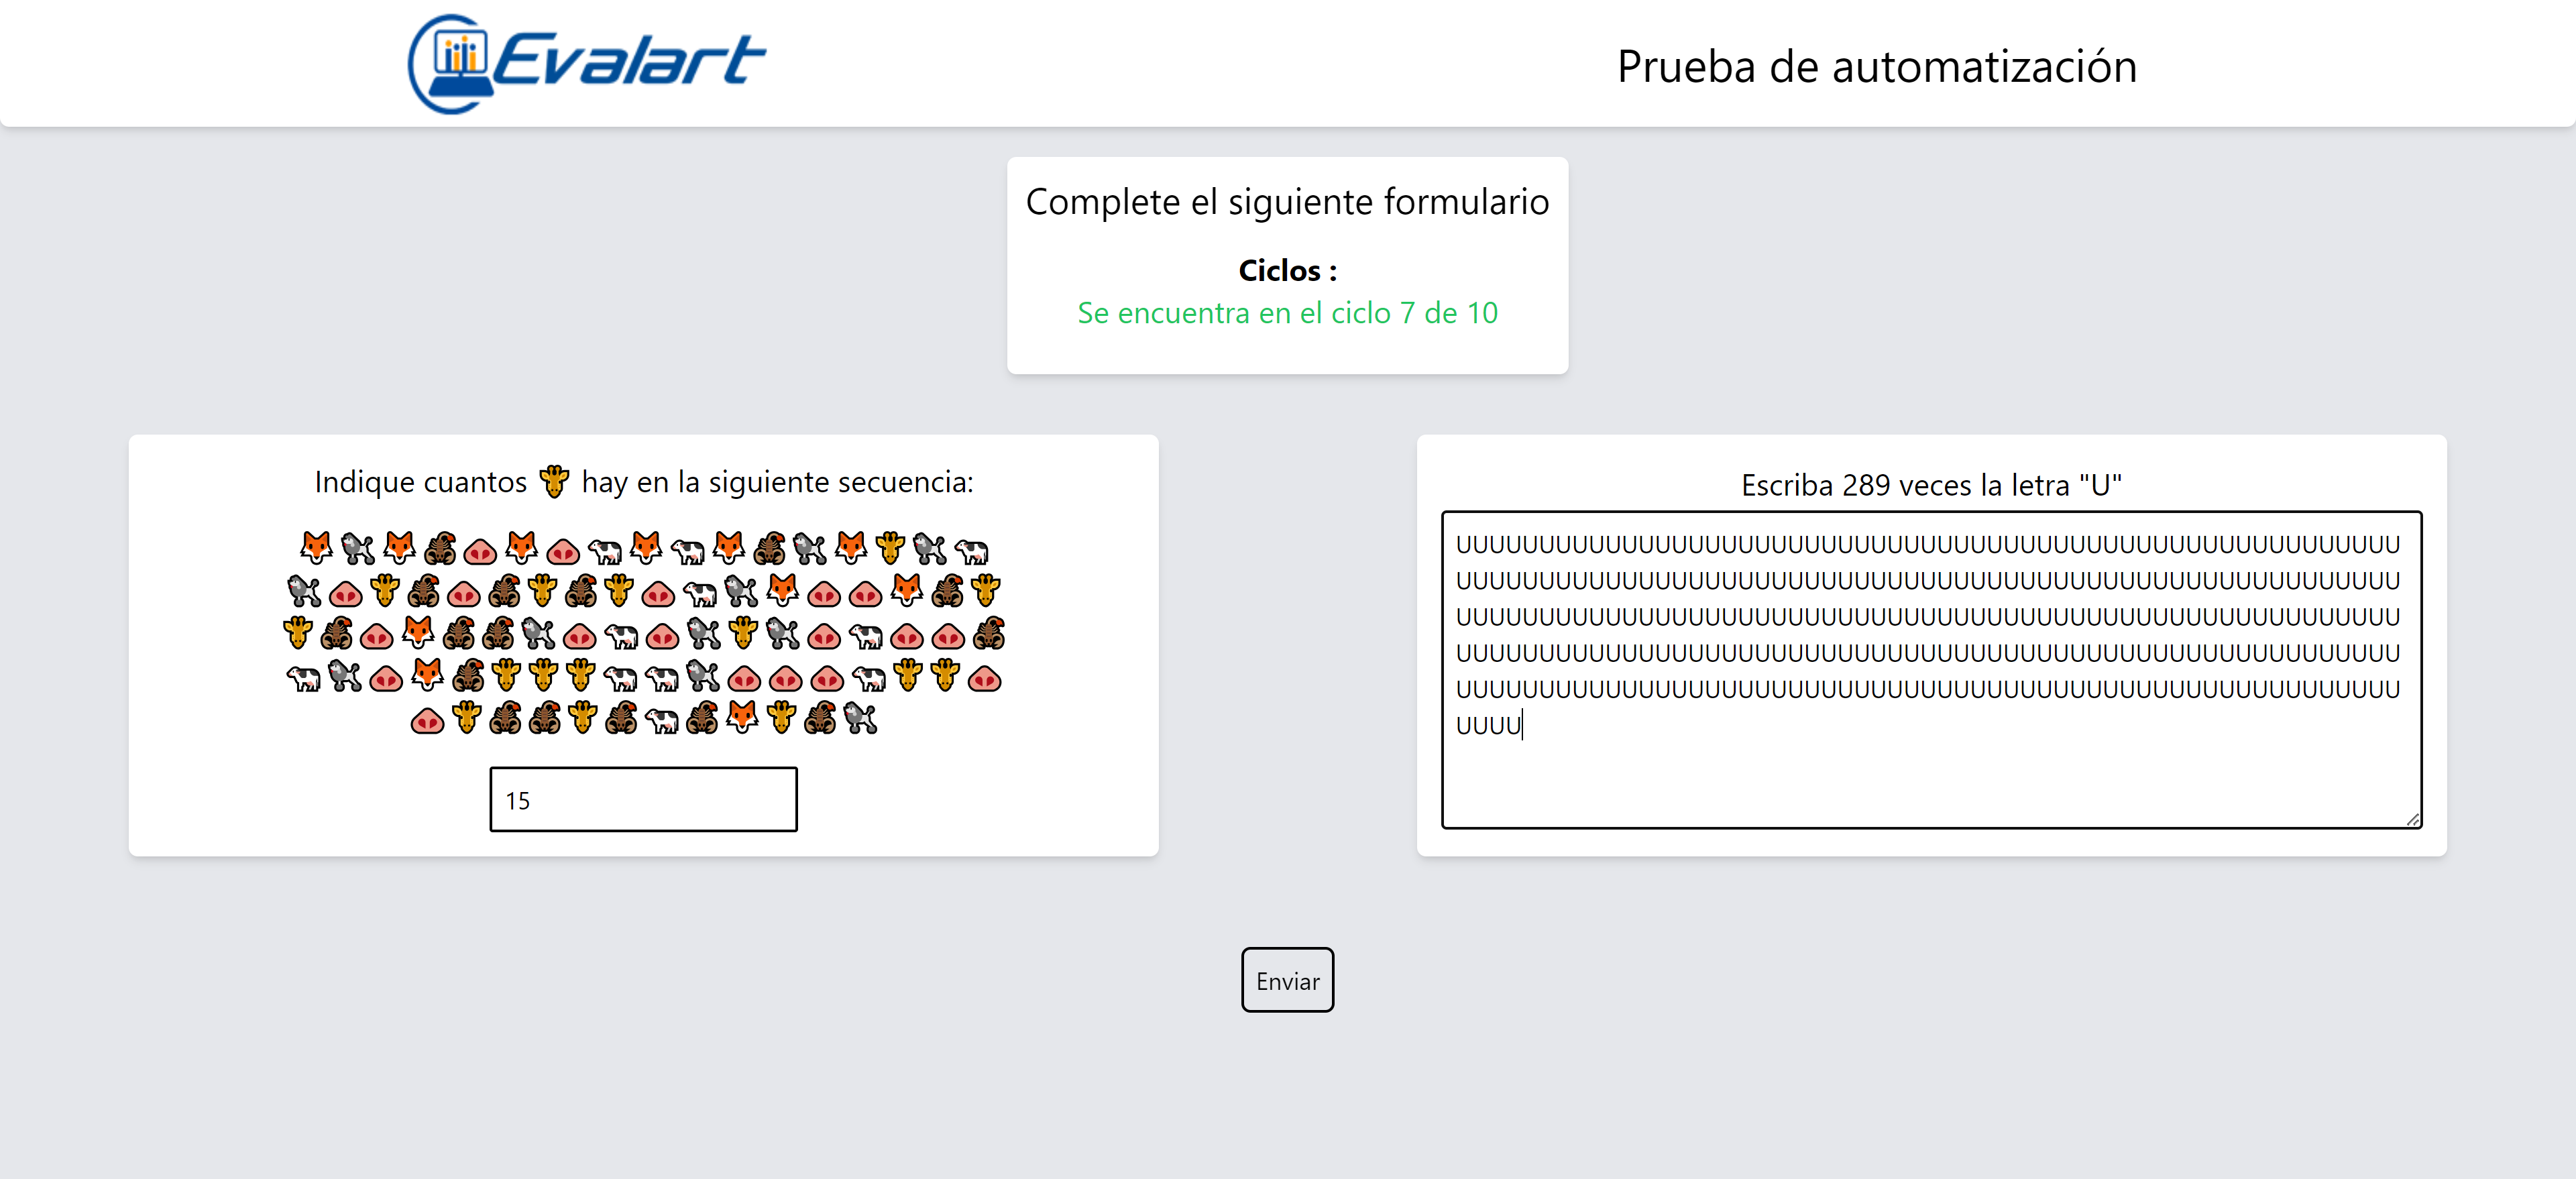 Evalart
Prueba de automatización
Complete el siguiente formulario
Ciclos :
Se encuentra en el ciclo 7 de 10
Indique cuantos 🦒 hay en la siguiente secuencia:
15
Escriba 289 veces la letra "U"
UUUUUUUUUUUUUUUUUUUUUUUUUUUUUUUUUUUUUUUUUUUUUUUUUUUUUUUUU
UUUUUUUUUUUUUUUUUUUUUUUUUUUUUUUUUUUUUUUUUUUUUUUUUUUUUUUUU
UUUUUUUUUUUUUUUUUUUUUUUUUUUUUUUUUUUUUUUUUUUUUUUUUUUUUUUUU
UUUUUUUUUUUUUUUUUUUUUUUUUUUUUUUUUUUUUUUUUUUUUUUUUUUUUUUUU
UUUUUUUUUUUUUUUUUUUUUUUUUUUUUUUUUUUUUUUUUUUUUUUUUUUUUUUUU
UUUU
Enviar